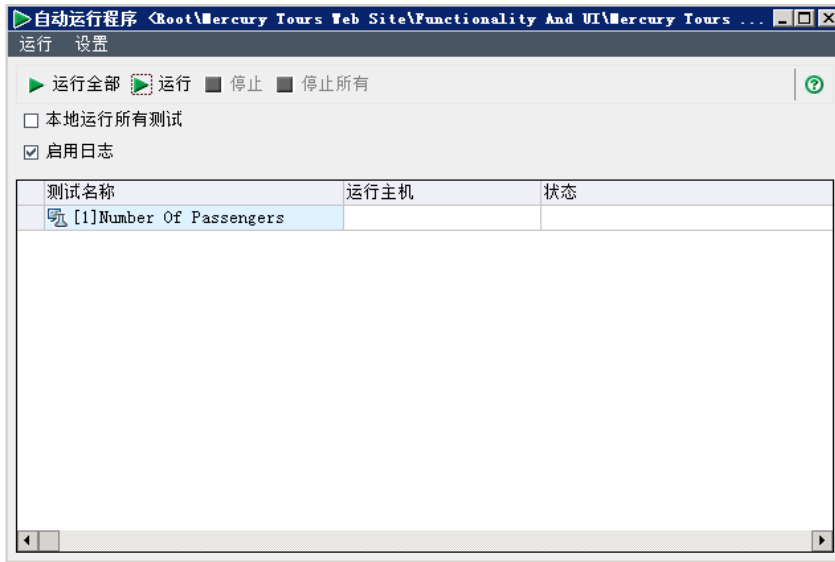 自动运行程序 <Root\Mercury Tours Web Site\Functionality And UI\Mercury Tours ...
运行 设置
运行全部 运行 停止 停止所有
本地运行所有测试
启用日志
测试名称 运行主机 状态
[1]Number Of Passengers